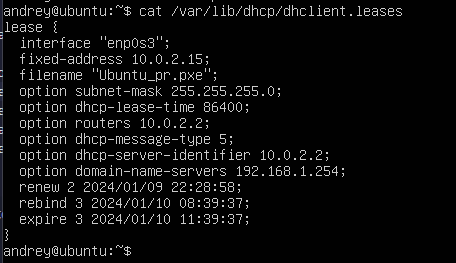 andrey@ubuntu:~$ cat /var/lib/dhcp/dhclient.leases
lease {
  interface "enp0s3";
  fixed-address 10.0.2.15;
  filename "Ubuntu_pr.pxe";
  option subnet-mask 255.255.255.0;
  option dhcp-lease-time 86400;
  option routers 10.0.2.2;
  option dhcp-message-type 5;
  option dhcp-server-identifier 10.0.2.2;
  option domain-name-servers 192.168.1.254;
  renew 2 2024/01/09 22:28:58;
  rebind 3 2024/01/10 08:39:37;
  expire 3 2024/01/10 11:39:37;
}
andrey@ubuntu:~$